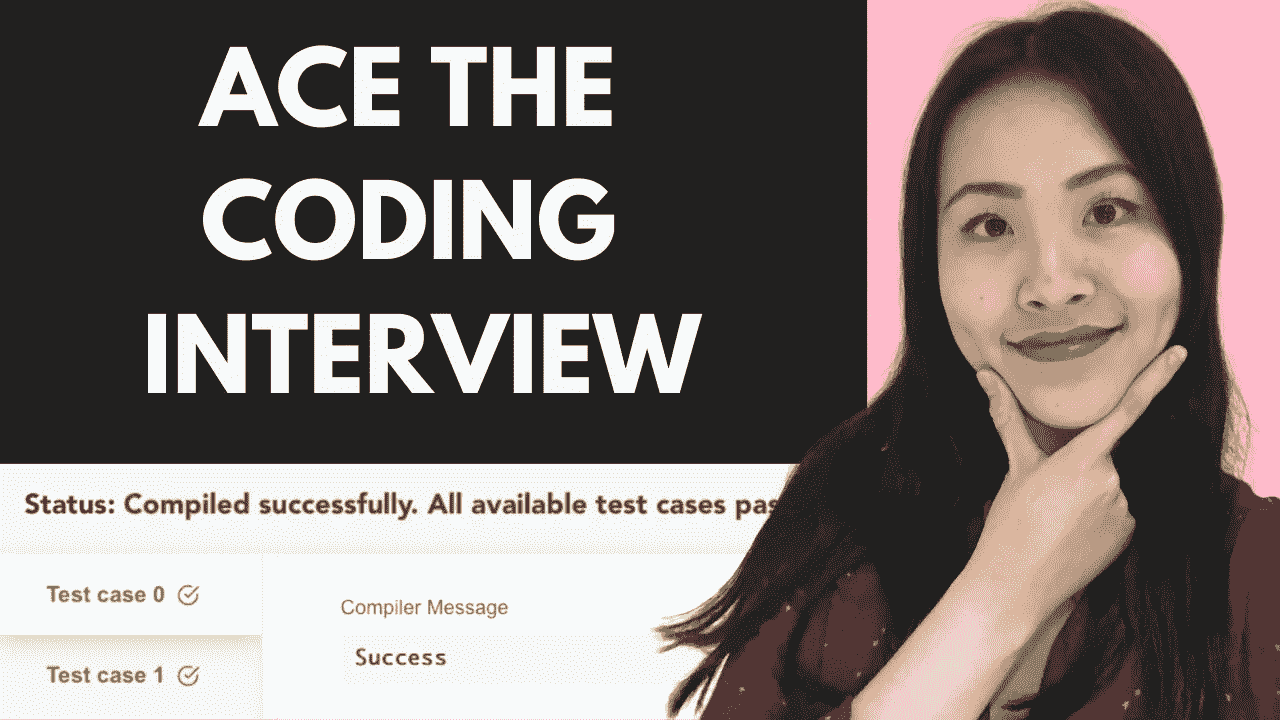 ACE THE
CODING
INTERVIEW
Status: Compiled successfully. All available test cases pas
Test case 0
Compiler Message
Success
Test case 1